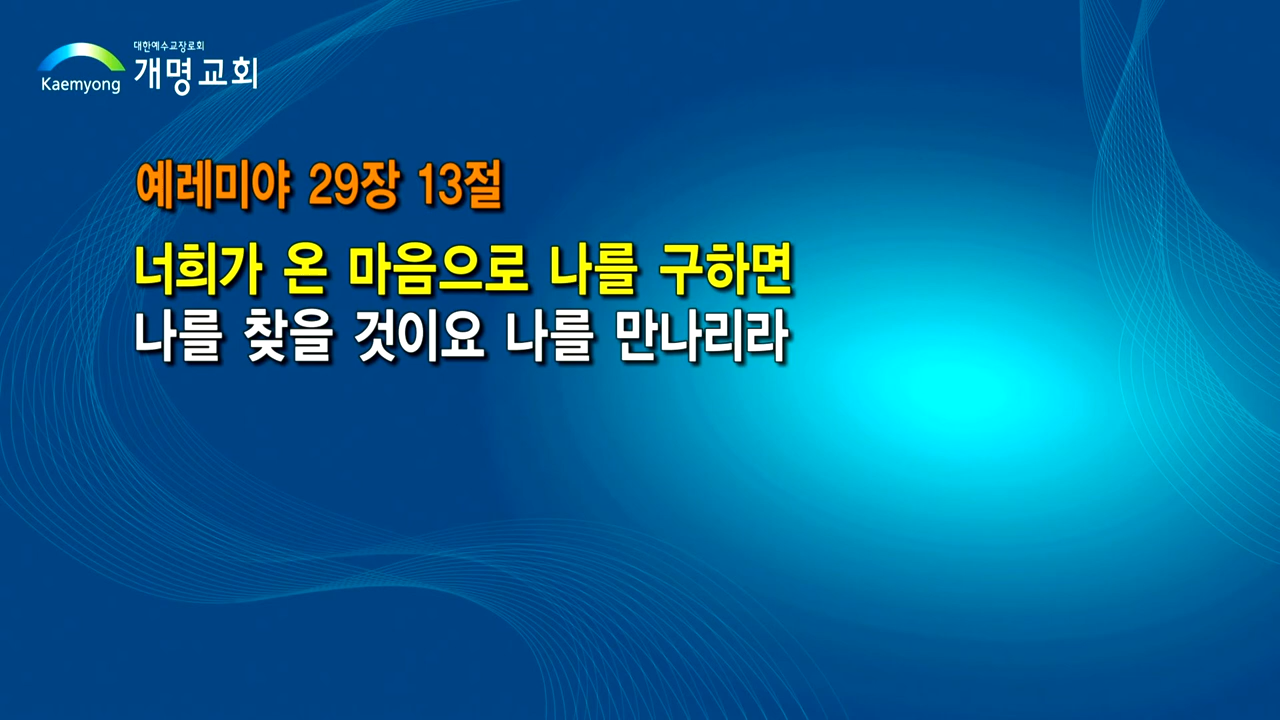 대한예수교장로회
Kaemyong 개명교회
예레미야 29장 13절
너희가 온 마음으로 나를 구하면
나를 찾을 것이요 나를 만나리라